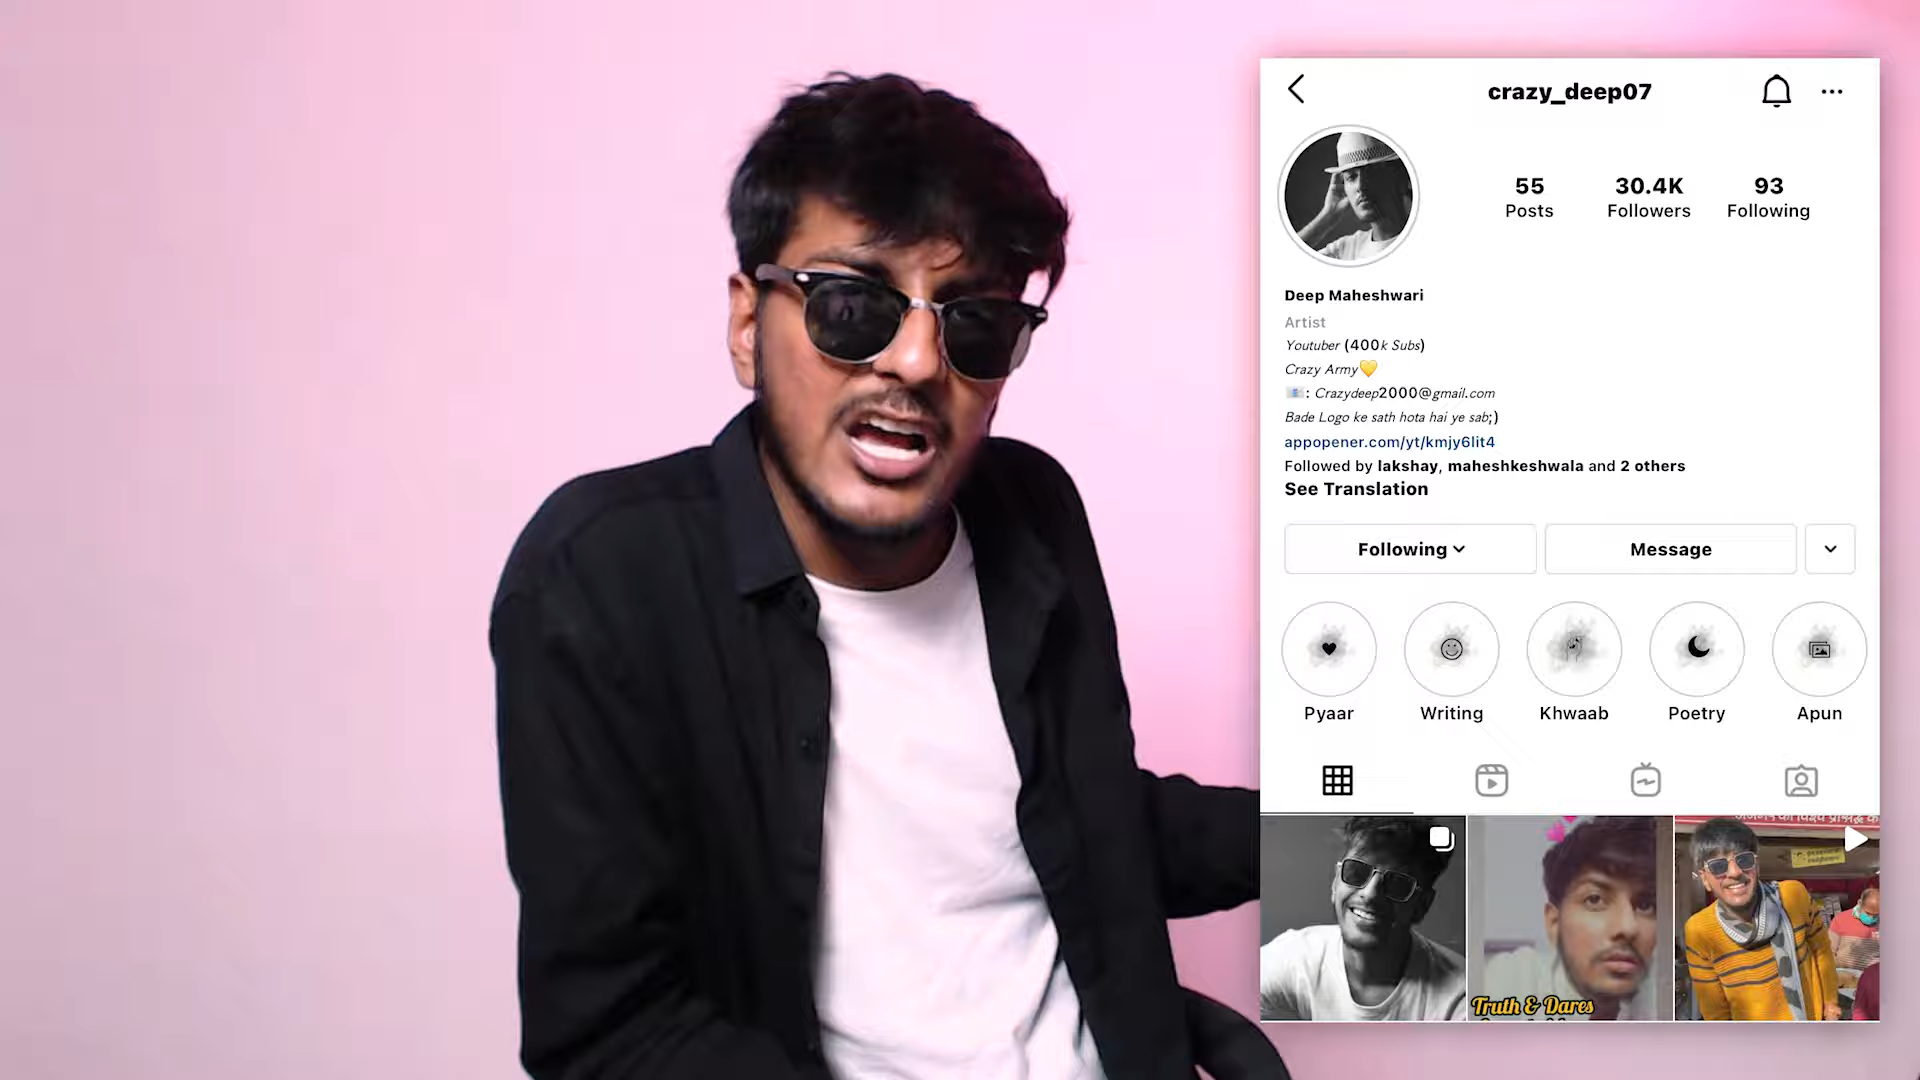 crazy_deep07
55 30.4K 93
Posts Followers Following
Deep Maheshwari
Artist
Youtuber (400k Subs)
Crazy Army💛
📧: Crazydeep2000@gmail.com
Bade Logo ke sath hota hai ye sab;)
appopener.com/yt/kmjy6lit4
Followed by lakshay, maheshkeshwala and 2 others
See Translation
Following Message
Pyaar Writing Khwaab Poetry Apun
Truth & Dares